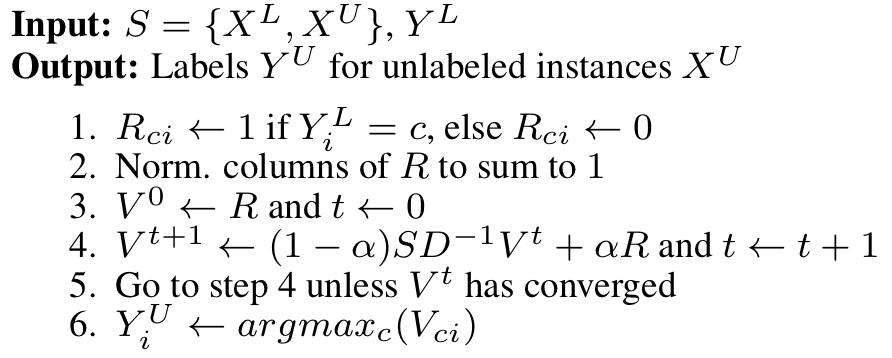 Input: $S = \{X^L, X^U\}, Y^L$
Output: Labels $Y^U$ for unlabeled instances $X^U$
1. $R_{ci} \leftarrow 1$ if $Y_i^L = c$, else $R_{ci} \leftarrow 0$
2. Norm. columns of $R$ to sum to 1
3. $V^0 \leftarrow R$ and $t \leftarrow 0$
4. $V^{t+1} \leftarrow (1 - \alpha)SD^{-1}V^t + \alpha R$ and $t \leftarrow t + 1$
5. Go to step 4 unless $V^t$ has converged
6. $Y_i^U \leftarrow argmax_c(V_{ci})$